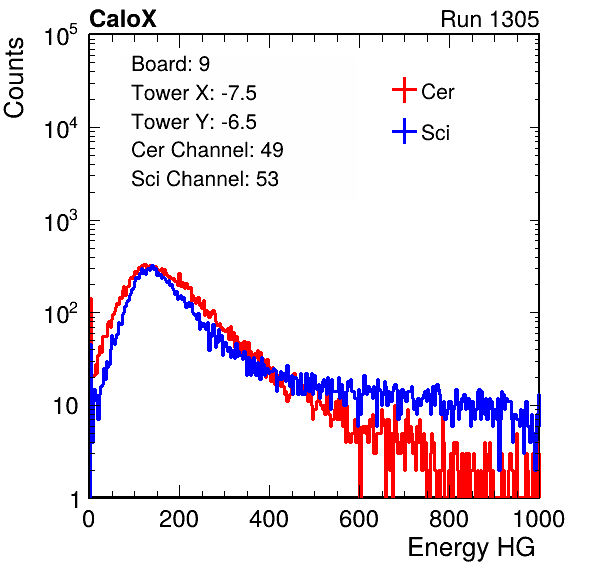 CaloX Run 1305
Counts
Board: 9
Tower X: -7.5
Tower Y: -6.5
Cer Channel: 49
Sci Channel: 53
Cer
Sci
10^5
10^4
10^3
10^2
10
1
0 200 400 600 800 1000
Energy HG